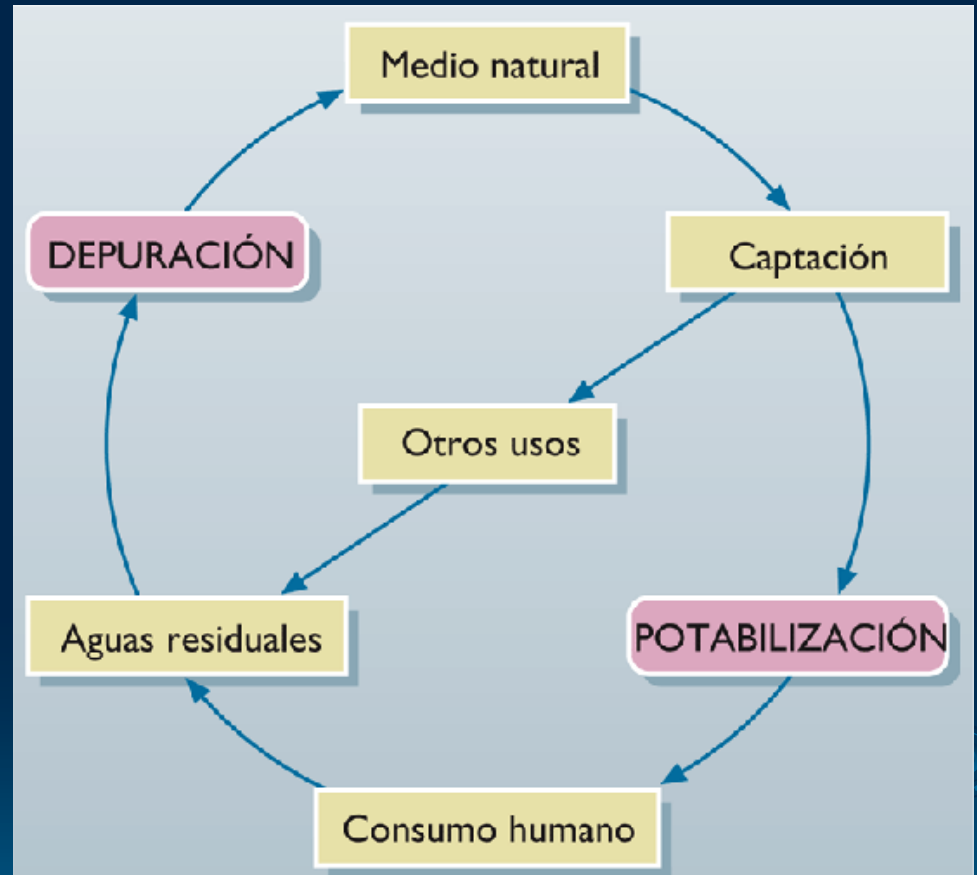 Medio natural
DEPURACIÓN
Captación
Otros usos
Aguas residuales
POTABILIZACIÓN
Consumo humano